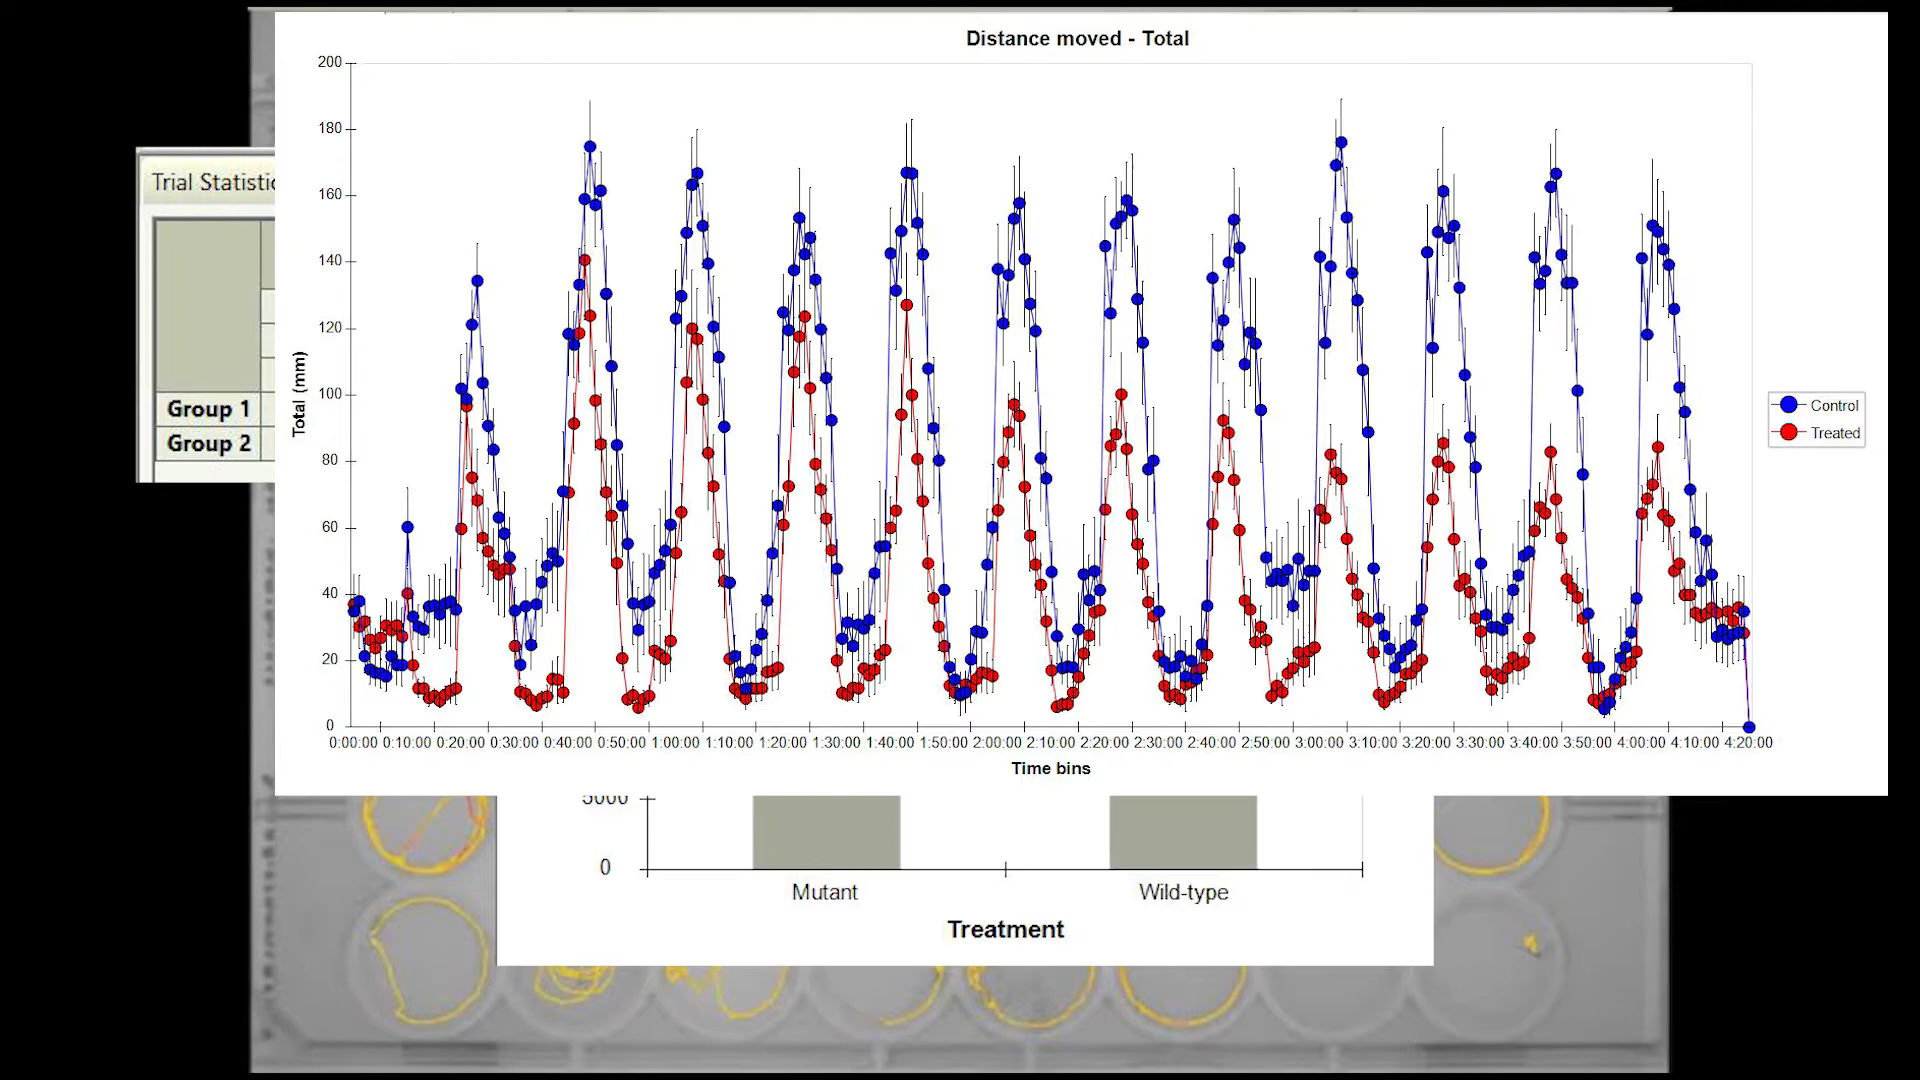 Distance moved - Total
200
180
160
140
120
100
80
60
40
20
0
Total (mm)
0:00:00 0:10:00 0:20:00 0:30:00 0:40:00 0:50:00 1:00:00 1:10:00 1:20:00 1:30:00 1:40:00 1:50:00 2:00:00 2:10:00 2:20:00 2:30:00 2:40:00 2:50:00 3:00:00 3:10:00 3:20:00 3:30:00 3:40:00 3:50:00 4:00:00 4:10:00 4:20:00
Time bins
Control
Treated
Trial Statistic
Group 1
Group 2
5000
0
Mutant Wild-type
Treatment